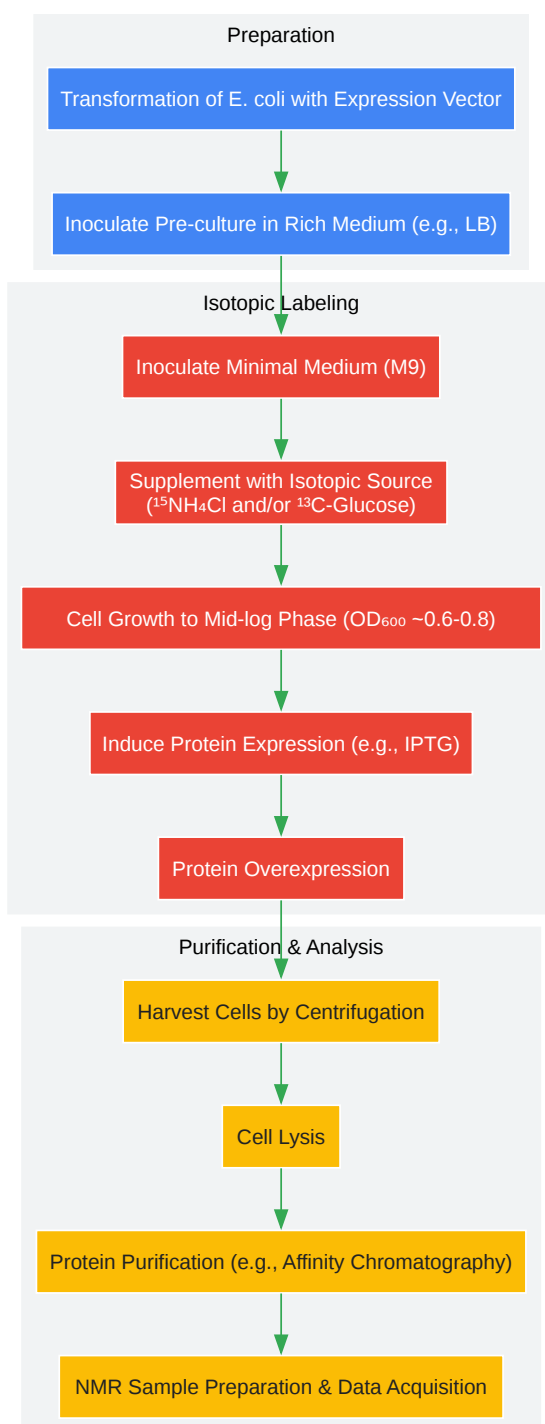 Preparation
Transformation of E. coli with Expression Vector
Inoculate Pre-culture in Rich Medium (e.g., LB)
Isotopic Labeling
Inoculate Minimal Medium (M9)
Supplement with Isotopic Source
(¹⁵NH₄Cl and/or ¹³C-Glucose)
Cell Growth to Mid-log Phase (OD₆₀₀ ~0.6-0.8)
Induce Protein Expression (e.g., IPTG)
Protein Overexpression
Purification & Analysis
Harvest Cells by Centrifugation
Cell Lysis
Protein Purification (e.g., Affinity Chromatography)
NMR Sample Preparation & Data Acquisition